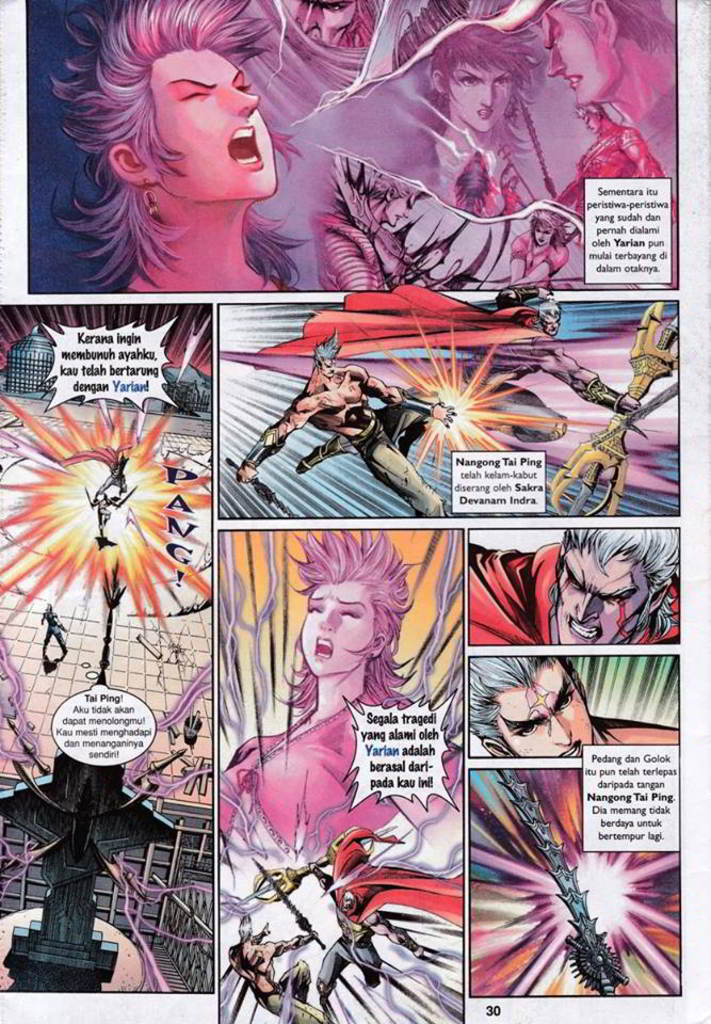 Sementara itu
peristiwa-peristiwa
yang sudah dan
pernah dialami
oleh Yarian pun
mulai terbayang di
dalam otaknya.
Kerana ingin
membunuh ayahku,
kau telah bertarung
dengan Yarian!
PANG!
Nangong Tai Ping
telah kelam-kabut
diserang oleh Sakra
Devanam Indra.
Tai Ping!
Aku tidak akan
dapat menolongmu!
Kau mesti menghadapi
dan menanganinya
sendiri!
Segala tragedi
yang alami oleh
Yarian adalah
berasal dari-
pada kau ini!
Pedang dan Golok
itu pun telah terlepas
daripada tangan
Nangong Tai Ping.
Dia memang tidak
berdaya untuk
bertempur lagi.
30